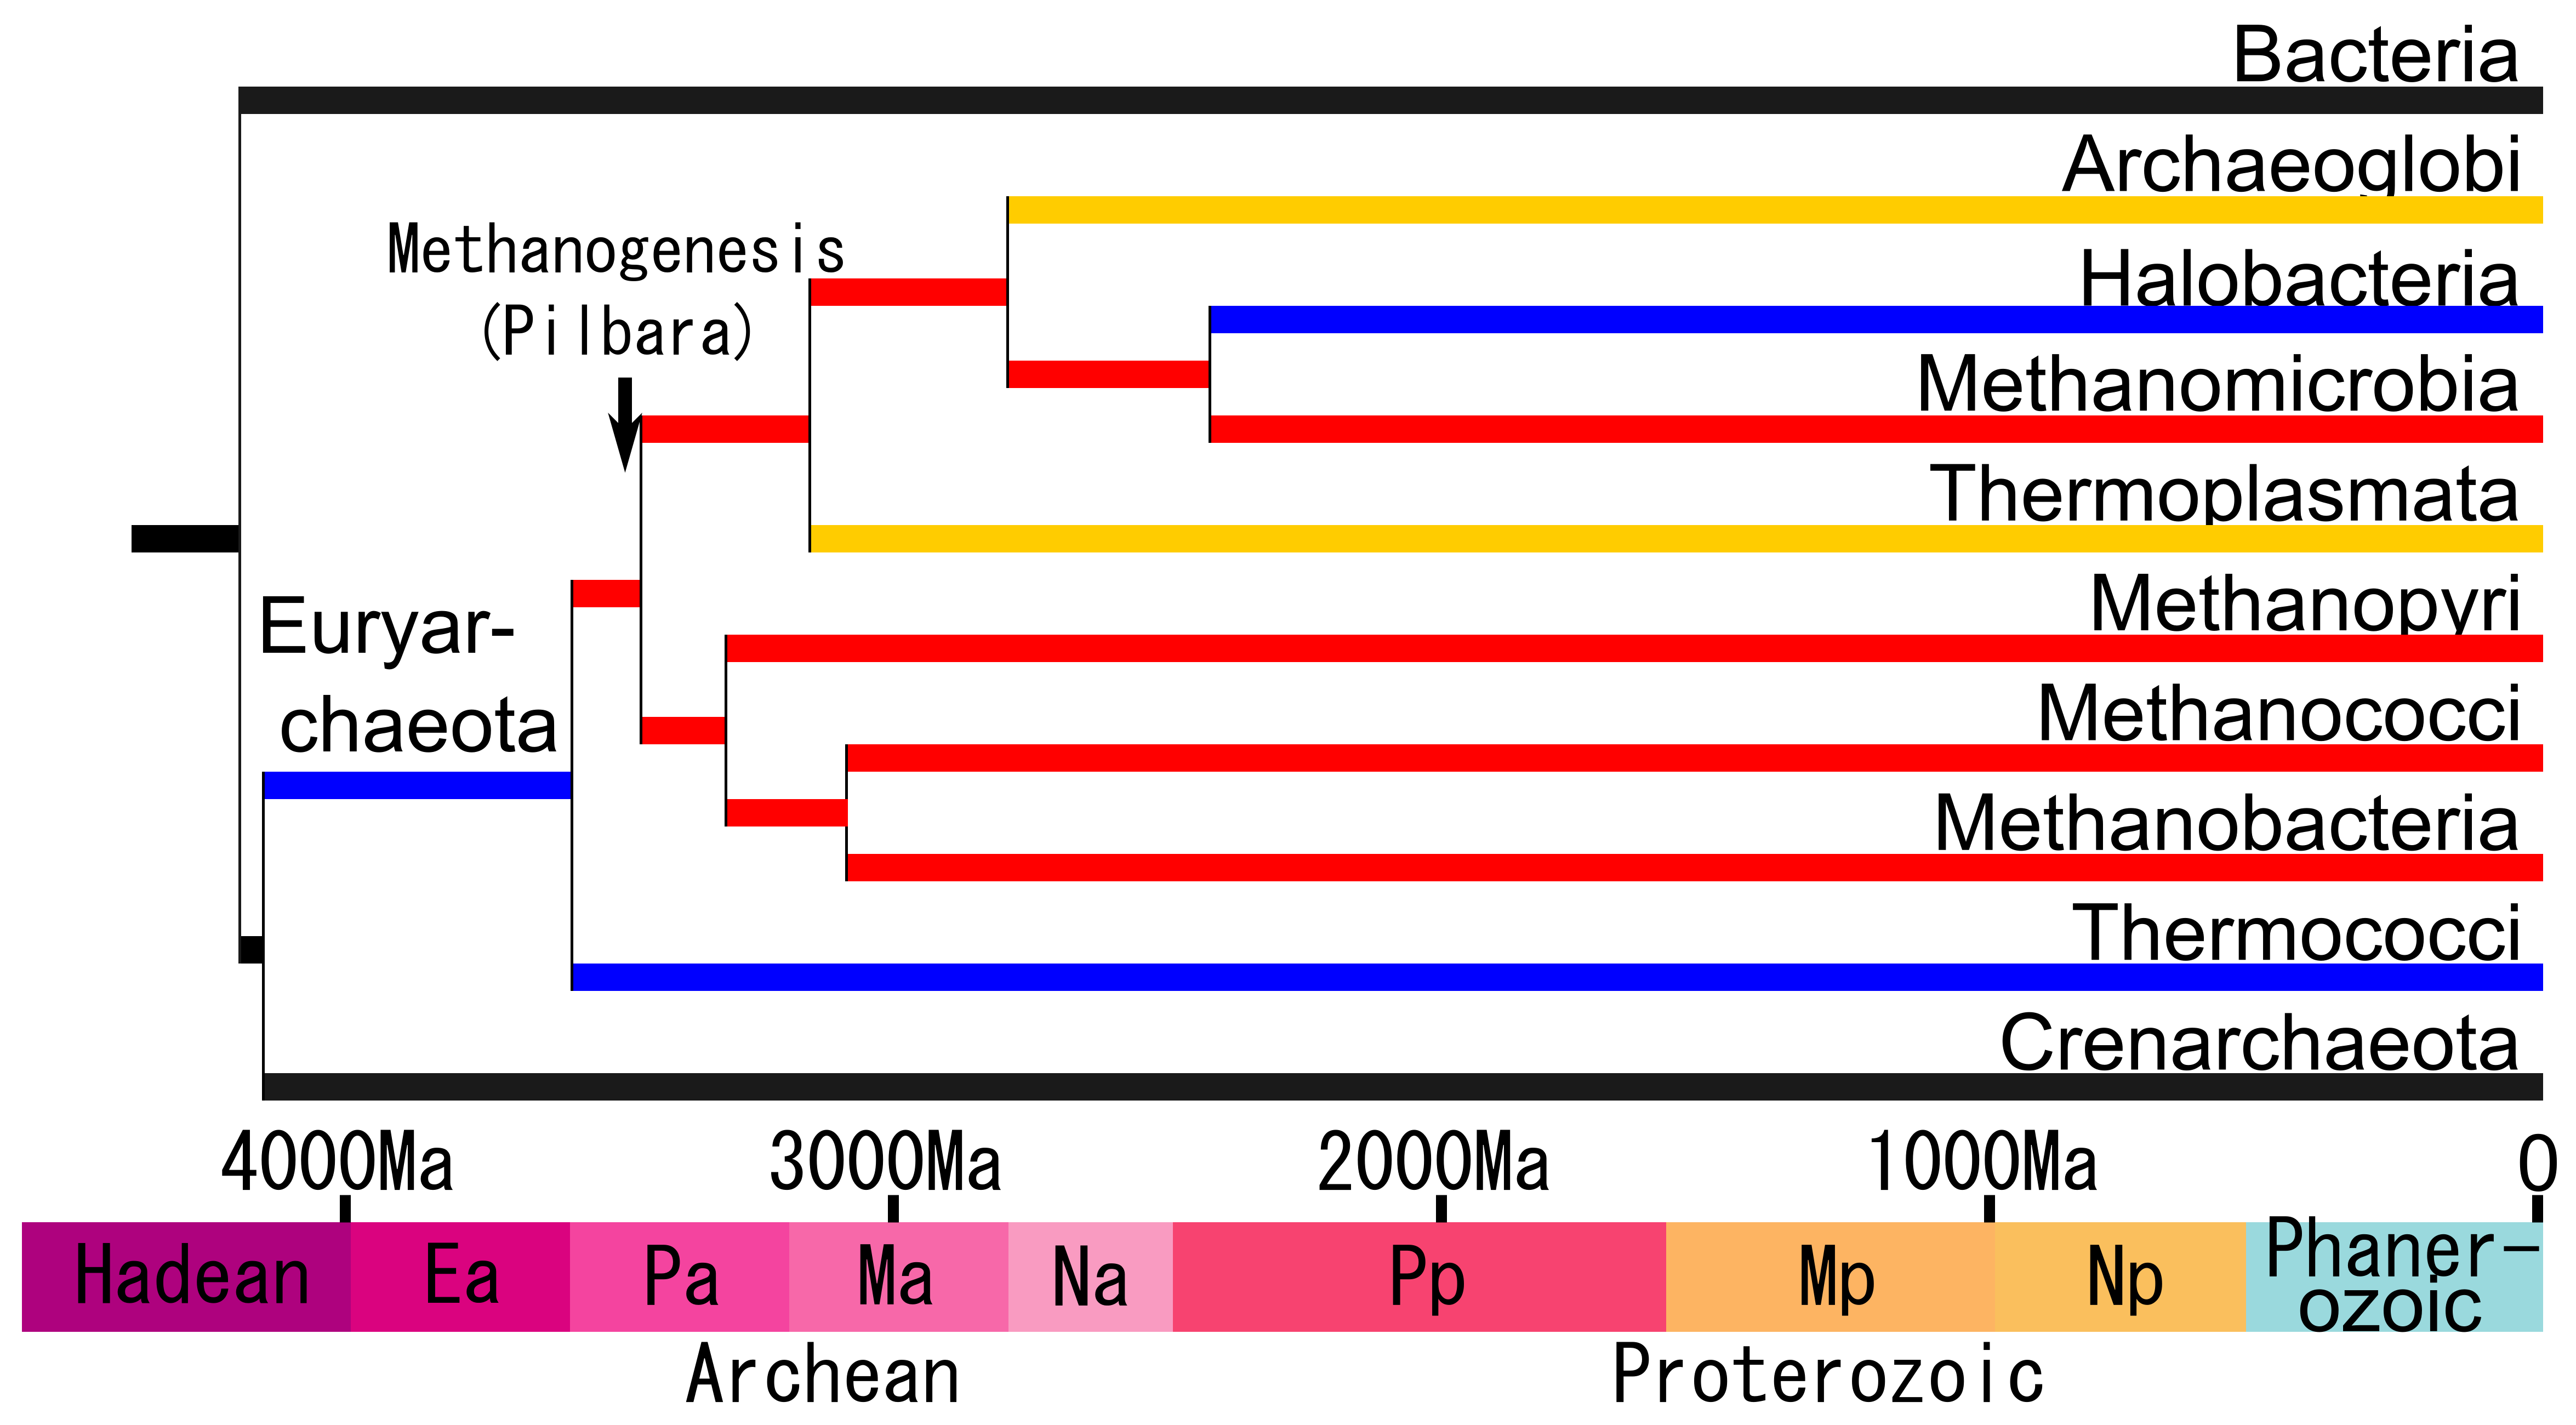 Bacteria
Archaeoglobi
Halobacteria
Methanogenesis
(Pilbara)
Methanomicrobia
Thermoplasmata
Methanopyri
Euryar-
chaeota
Methanococci
Methanobacteria
Thermococci
Crenarchaeota
4000Ma 3000Ma 2000Ma 1000Ma 0
Hadean Ea Pa Ma Na Pp Mp Np Phaner-
ozoic
Archean Proterozoic